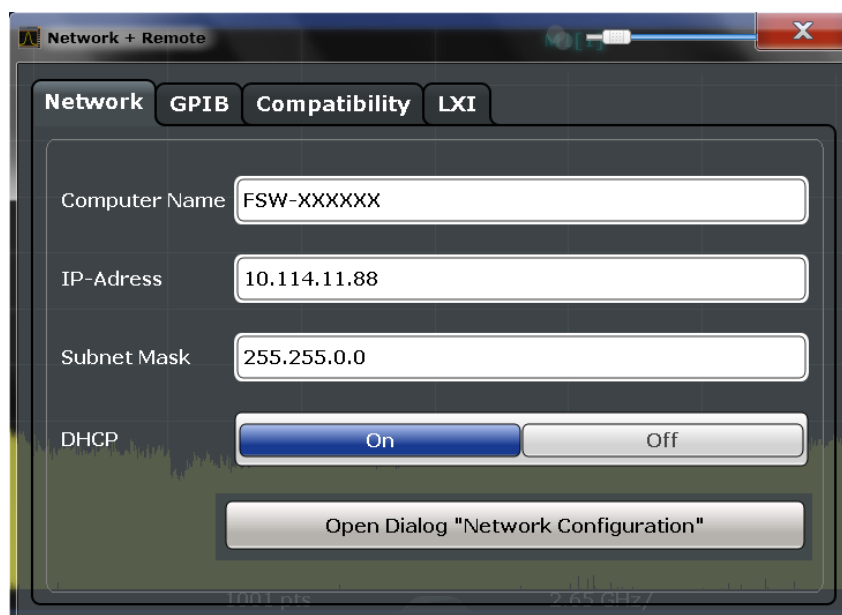 Network + Remote
Network GPIB Compatibility LXI
Computer Name FSW-XXXXXX
IP-Adress 10.114.11.88
Subnet Mask 255.255.0.0
DHCP On Off
Open Dialog "Network Configuration"
1001 pts 2.65 GHz/